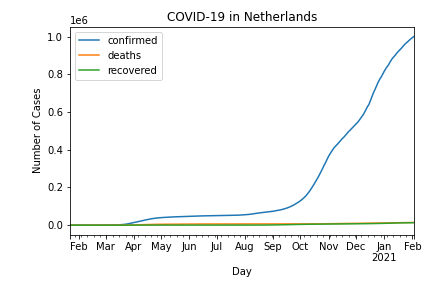 COVID-19 in Netherlands
1e6
confirmed
deaths
recovered
Number of Cases
1.0
0.8
0.6
0.4
0.2
0.0
Feb Mar Apr May Jun Jul Aug Sep Oct Nov Dec Jan Feb
2021
Day